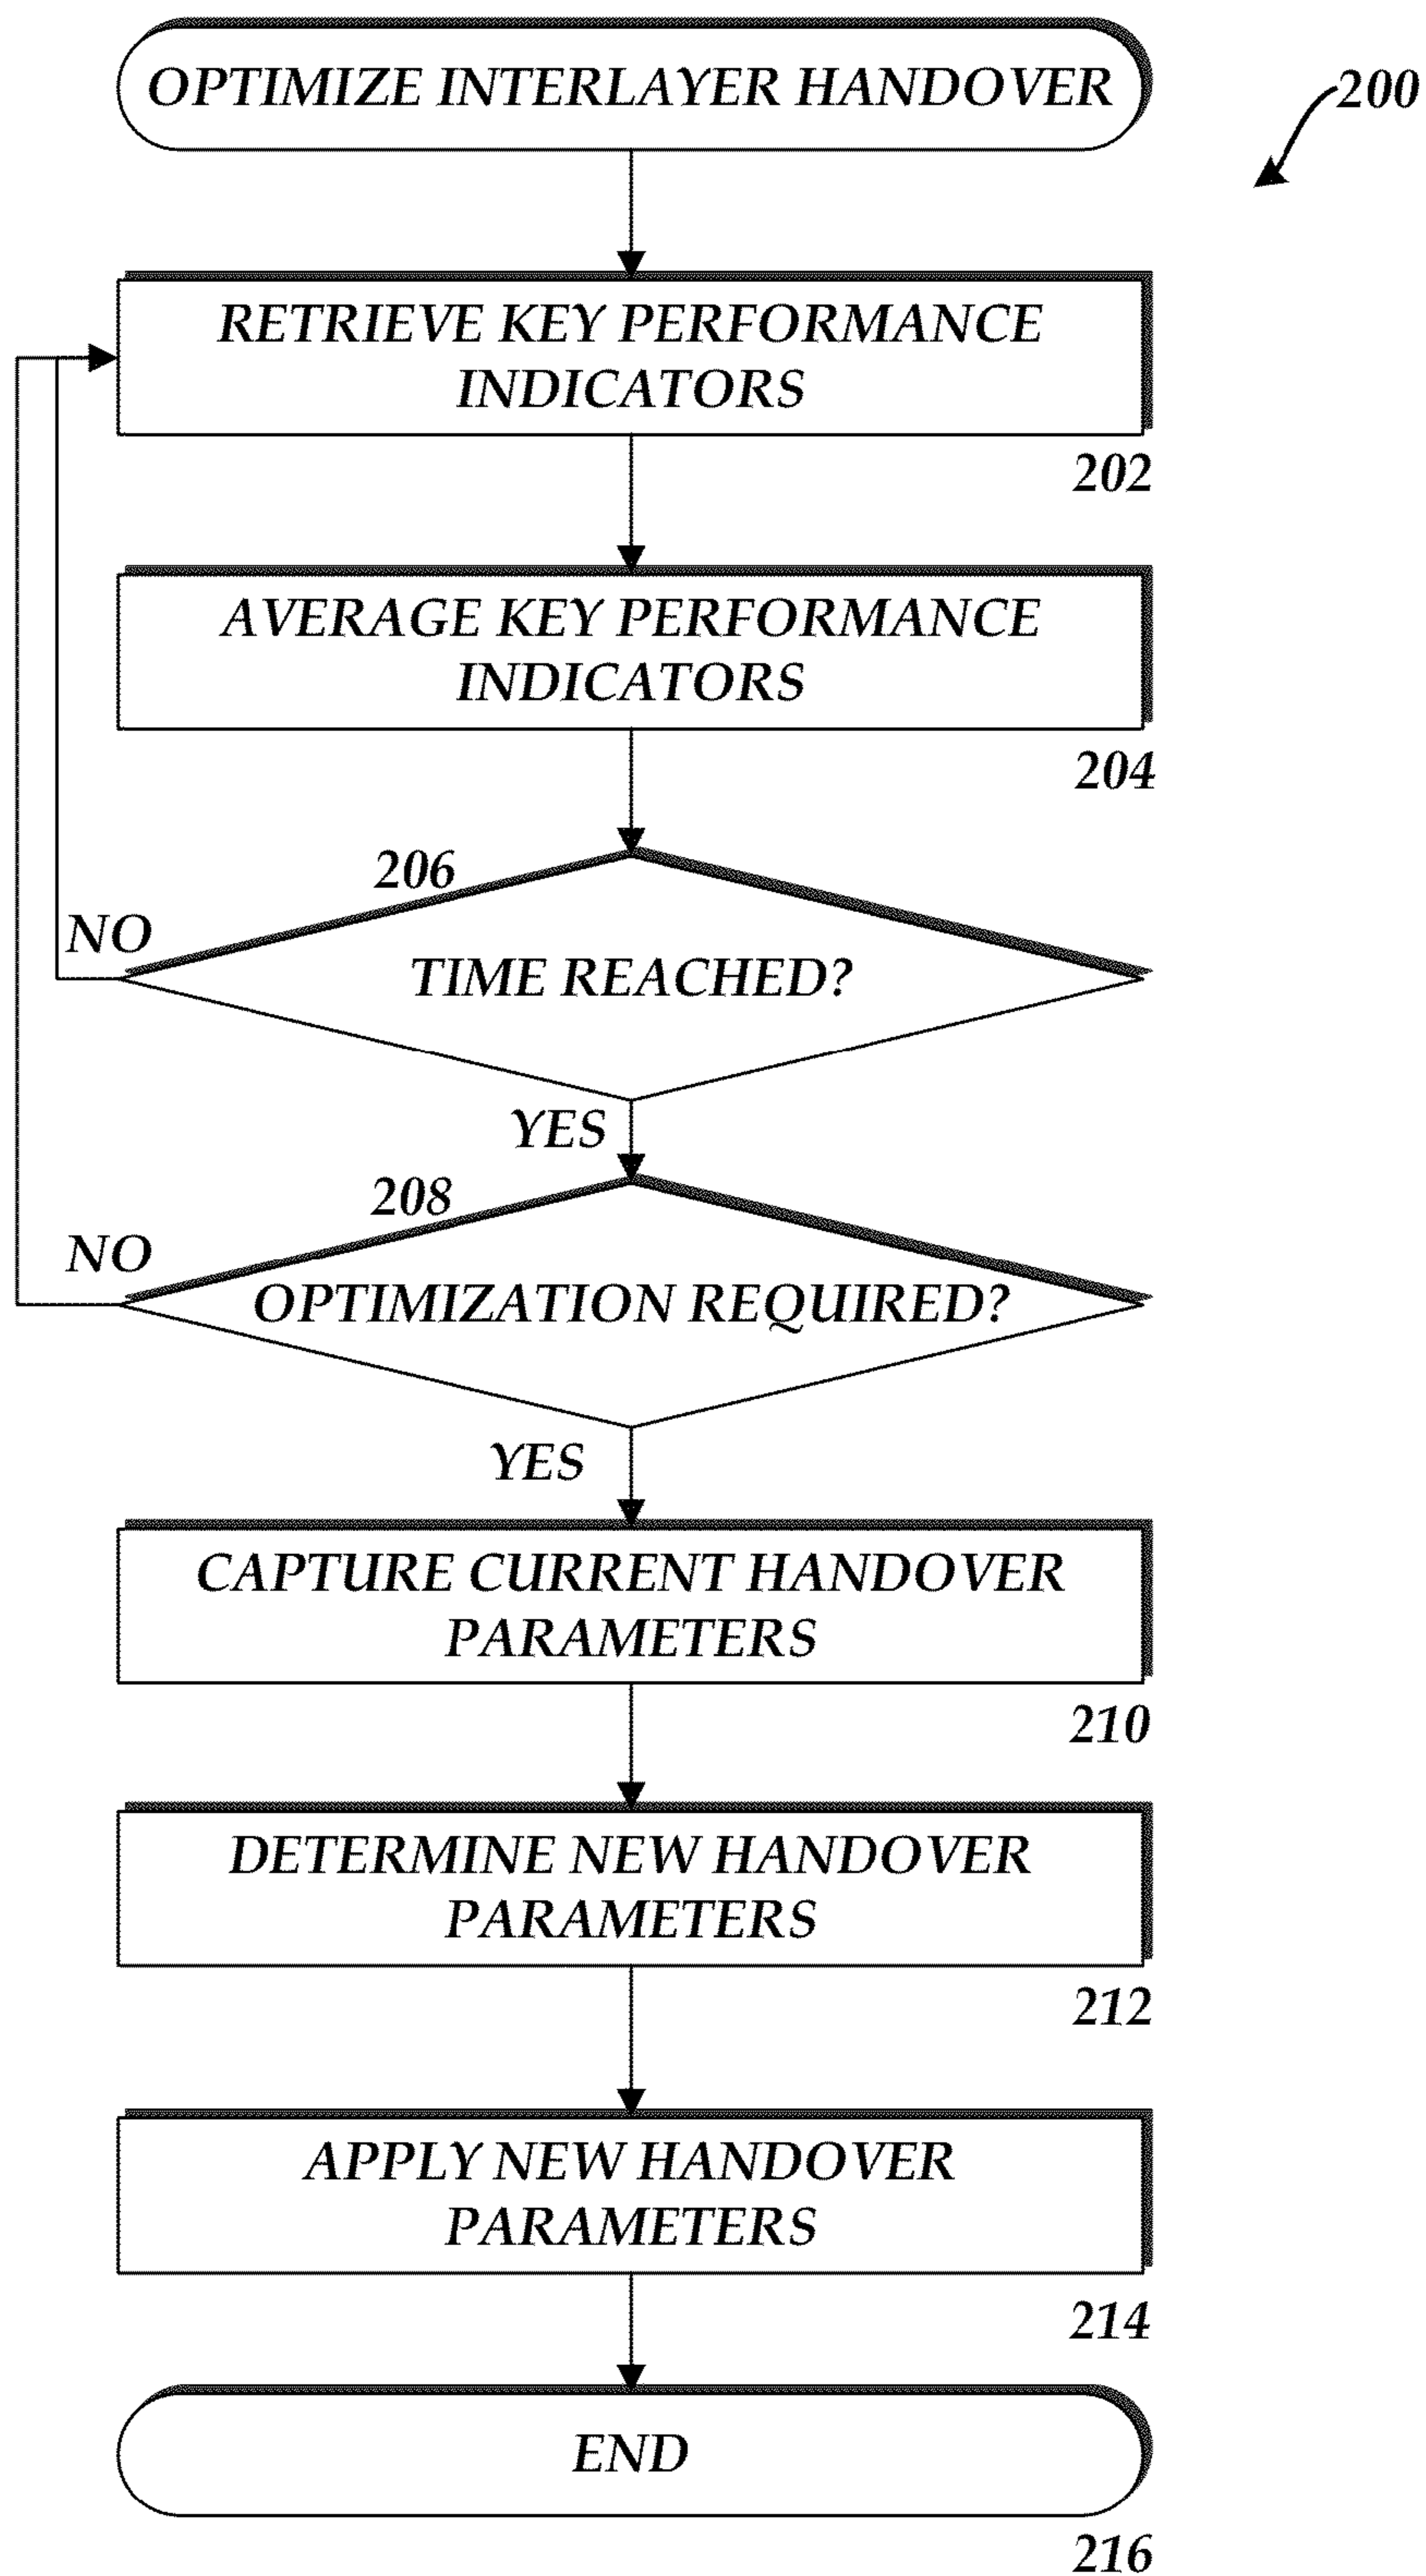 OPTIMIZE INTERLAYER HANDOVER
200
RETRIEVE KEY PERFORMANCE
INDICATORS
202
AVERAGE KEY PERFORMANCE
INDICATORS
204
206
NO
TIME REACHED?
YES
208
NO
OPTIMIZATION REQUIRED?
YES
CAPTURE CURRENT HANDOVER
PARAMETERS
210
DETERMINE NEW HANDOVER
PARAMETERS
212
APPLY NEW HANDOVER
PARAMETERS
214
END
216